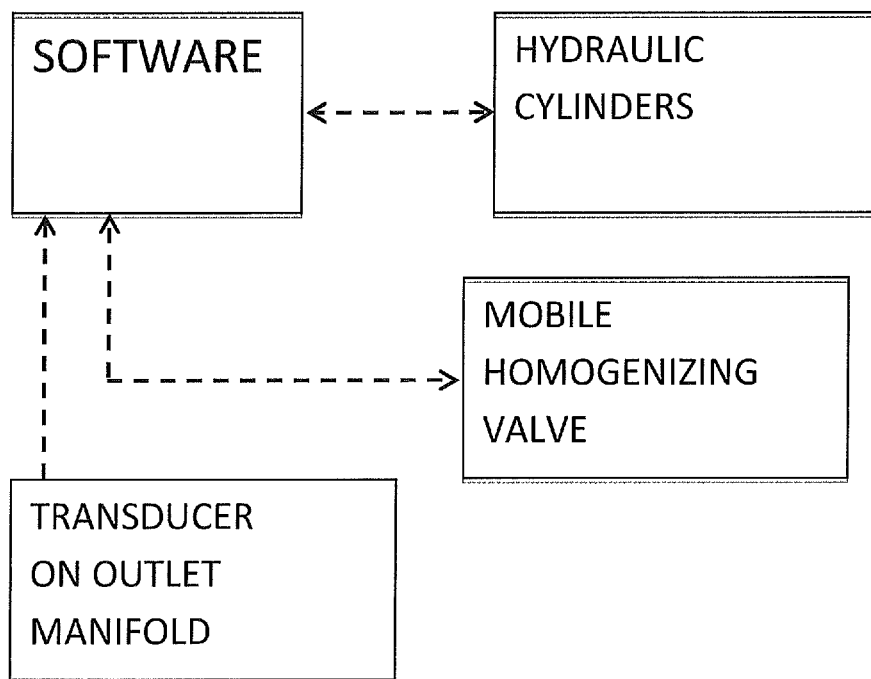 SOFTWARE
HYDRAULIC
CYLINDERS
MOBILE
HOMOGENIZING
VALVE
TRANSDUCER
ON OUTLET
MANIFOLD